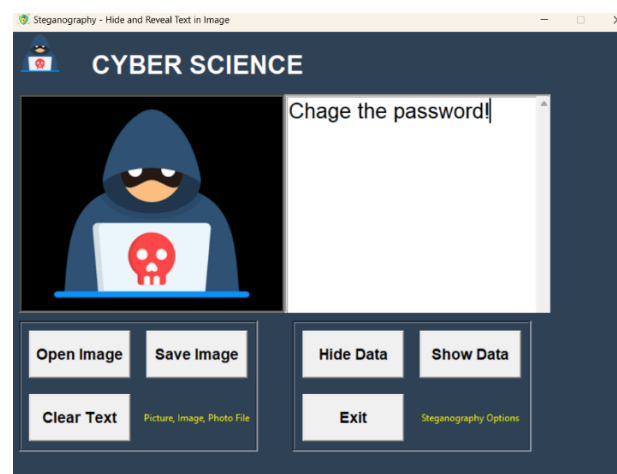 Steganography - Hide and Reveal Text in Image
CYBER SCIENCE
Chage the password!
Open Image
Save Image
Hide Data
Show Data
Clear Text
Picture, Image, Photo File
Exit
Steganography Options